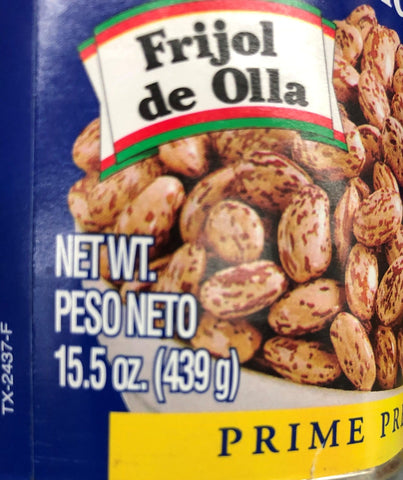 Frijol
de Olla
NET WT.
PESO NETO
15.5 oz. (439 g)
TX-2437-F
PRIME